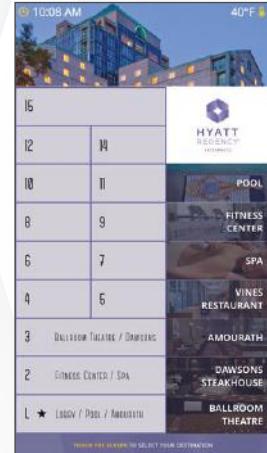 10:08 AM 40°F
15
12 14
10 11
8 9
6 7
4 5
3 BALLROOM THEATRE / DAWSONS
2 FITNESS CENTER / SPA
L ★ LOBBY / POOL / AMOURATH
HYATT
REGENCY
POOL
FITNESS
CENTER
SPA
VINES
RESTAURANT
AMOURATH
DAWSONS
STEAKHOUSE
BALLROOM
THEATRE
TOUCH THE SCREEN TO SELECT YOUR DESTINATION